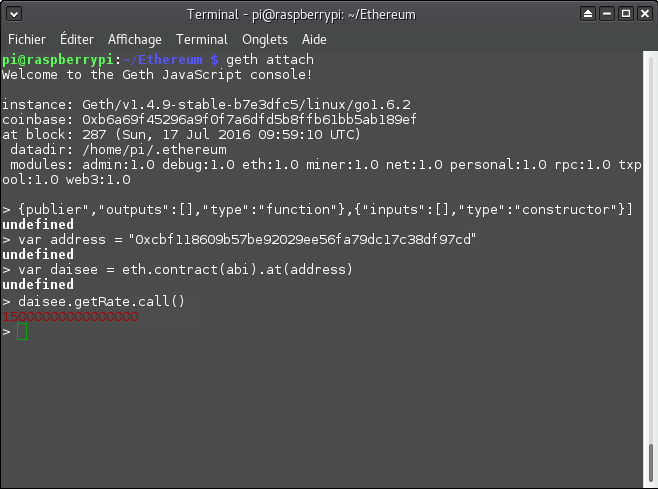 Terminal - pi@raspberrypi: ~/Ethereum
Fichier Éditer Affichage Terminal Onglets Aide
pi@raspberrypi:~/Ethereum $ geth attach
Welcome to the Geth JavaScript console!
instance: Geth/v1.4.9-stable-b7e3dfc5/linux/go1.6.2
coinbase: 0xb6a69f45296a9f0f7a6dfd5b8ffb61bb5ab189ef
at block: 287 (Sun, 17 Jul 2016 09:59:10 UTC)
 datadir: /home/pi/.ethereum
 modules: admin:1.0 debug:1.0 eth:1.0 miner:1.0 net:1.0 personal:1.0 rpc:1.0 txp
ool:1.0 web3:1.0
> {publier","outputs":[],"type":"function"},{"inputs":[],"type":"constructor"}]
undefined
> var address = "0xcbf118609b57be92029ee56fa79dc17c38df97cd"
undefined
> var daisee = eth.contract(abi).at(address)
undefined
> daisee.getRate.call()
15000000000000000
>